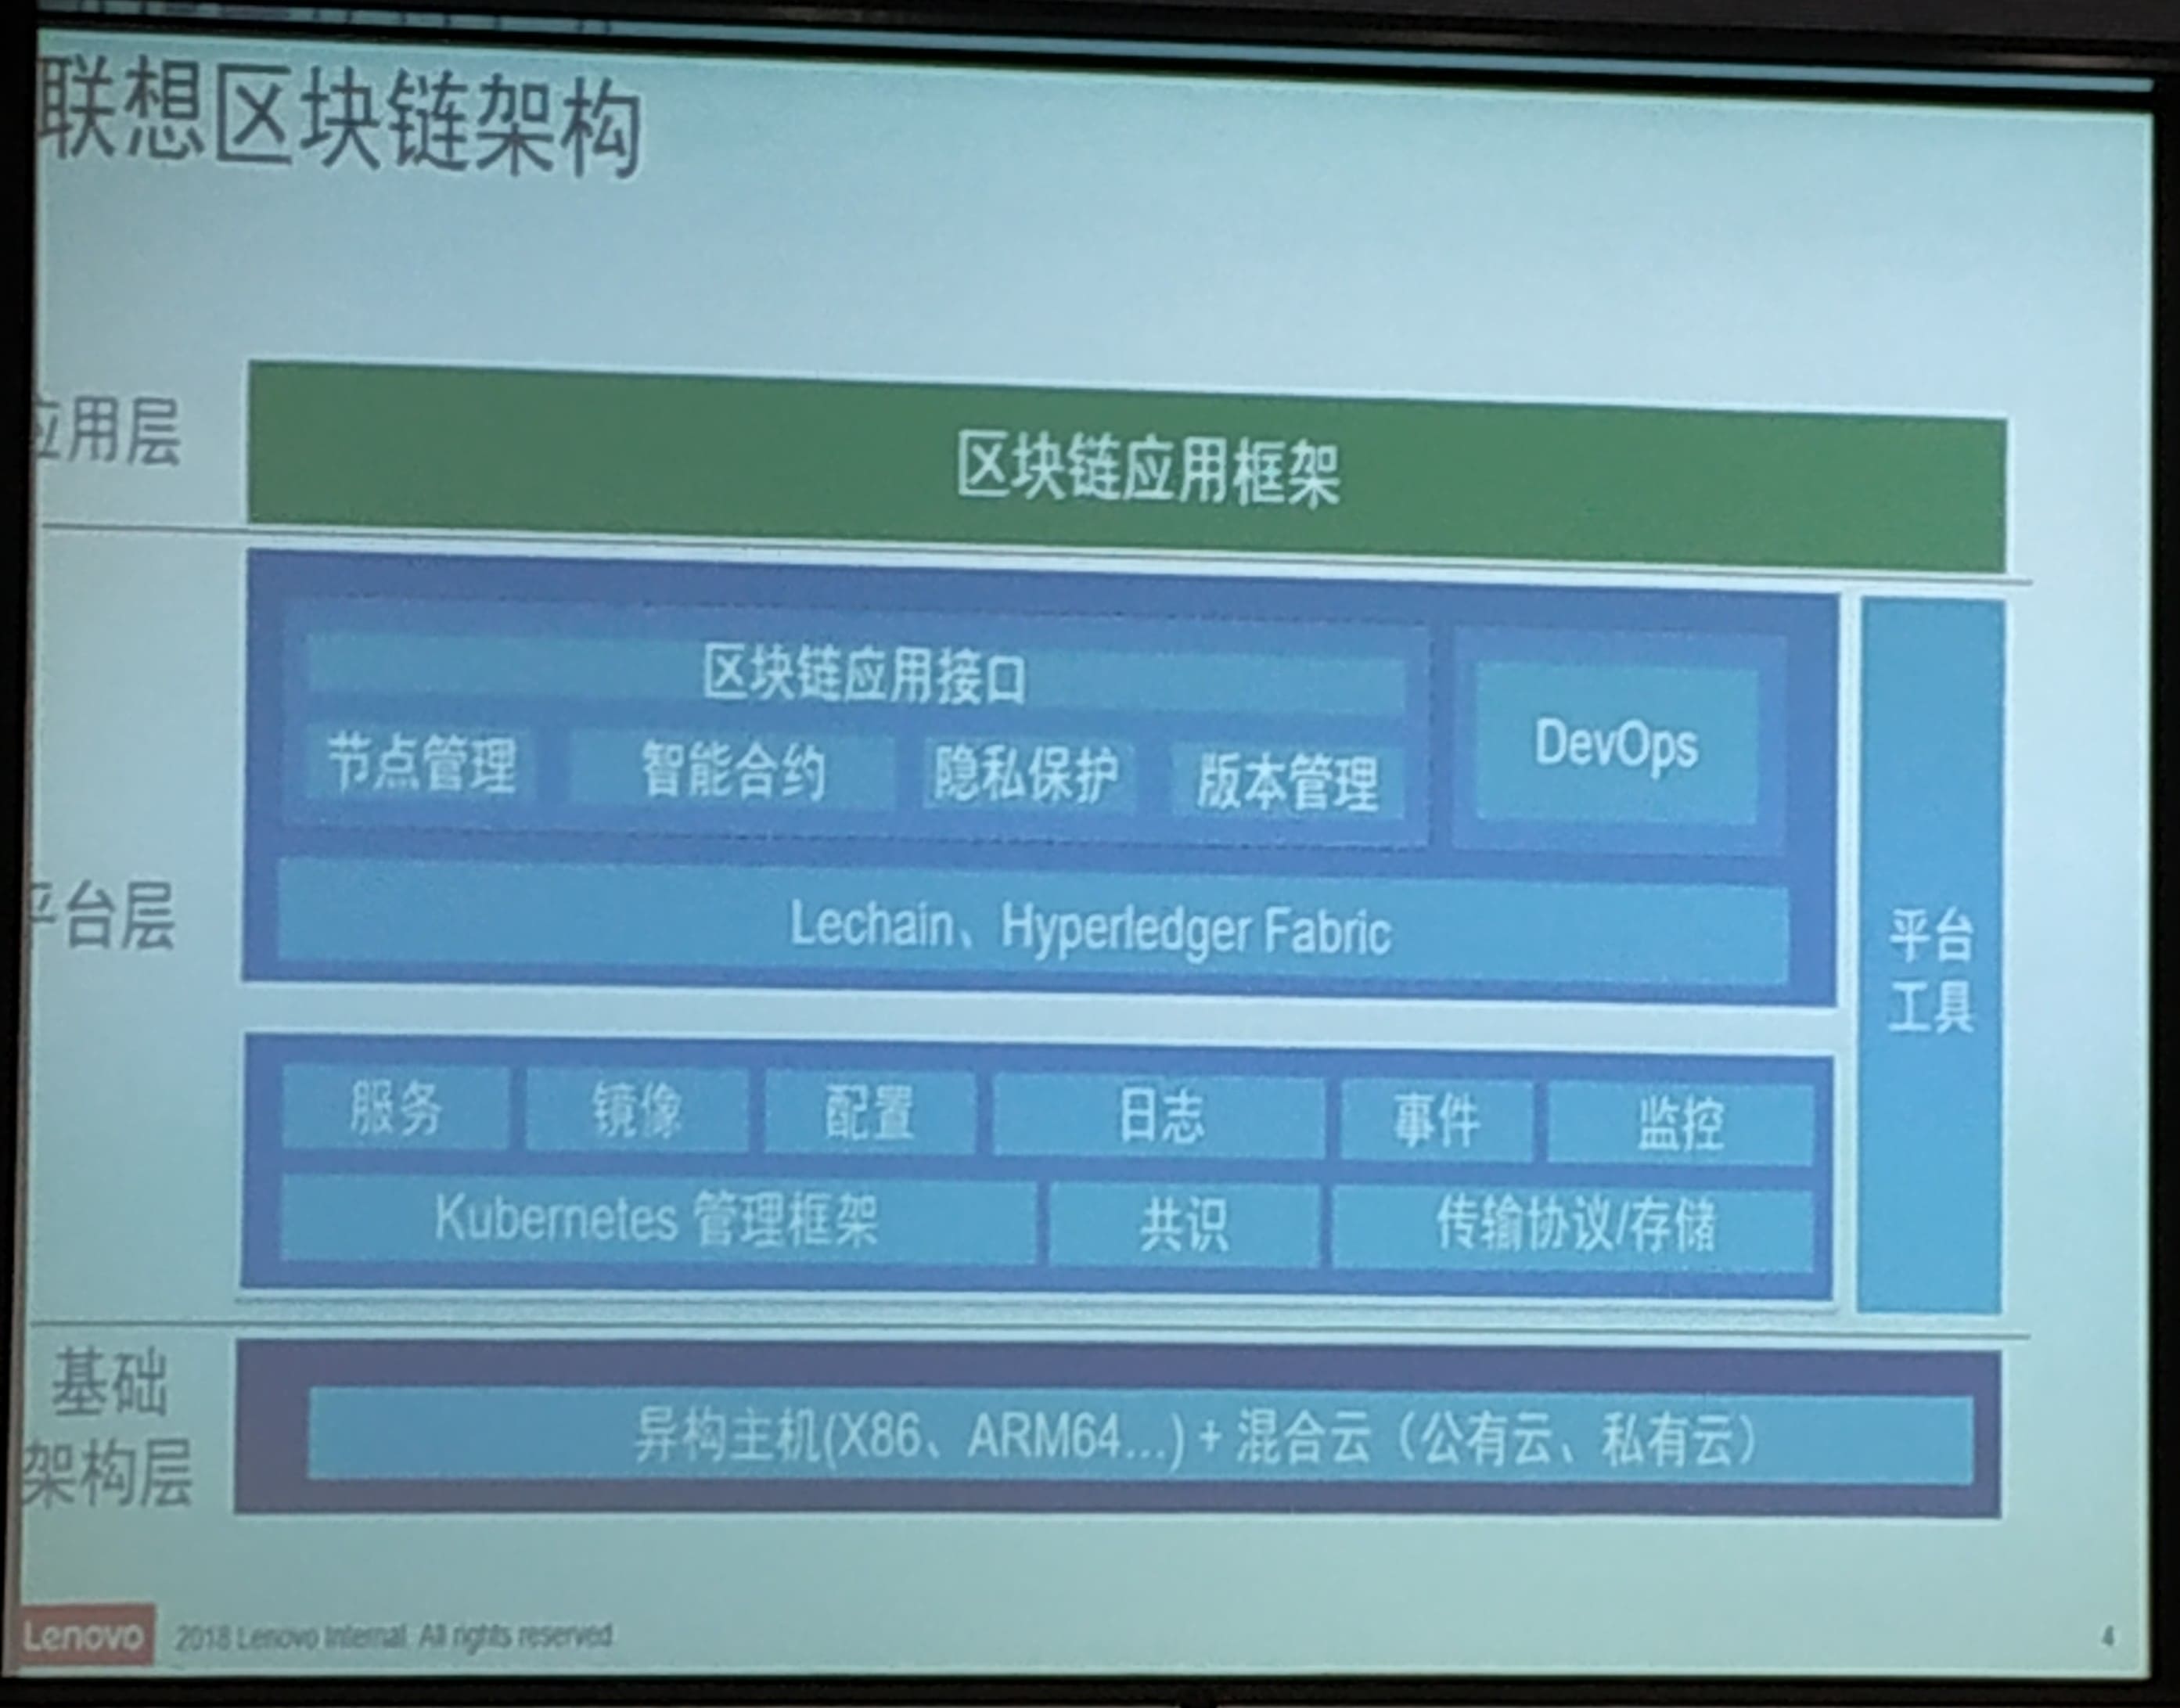 联想区块链架构
应用层
区块链应用框架
区块链应用接口
节点管理
智能合约
隐私保护
版本管理
DevOps
Lechain、Hyperledger Fabric
平台层
平台
工具
服务
镜像
配置
日志
事件
监控
Kubernetes 管理框架
共识
传输协议/存储
基础
架构层
异构主机(X86、ARM64...) + 混合云（公有云、私有云）
Lenovo
2018 Lenovo Internal. All rights reserved.
4